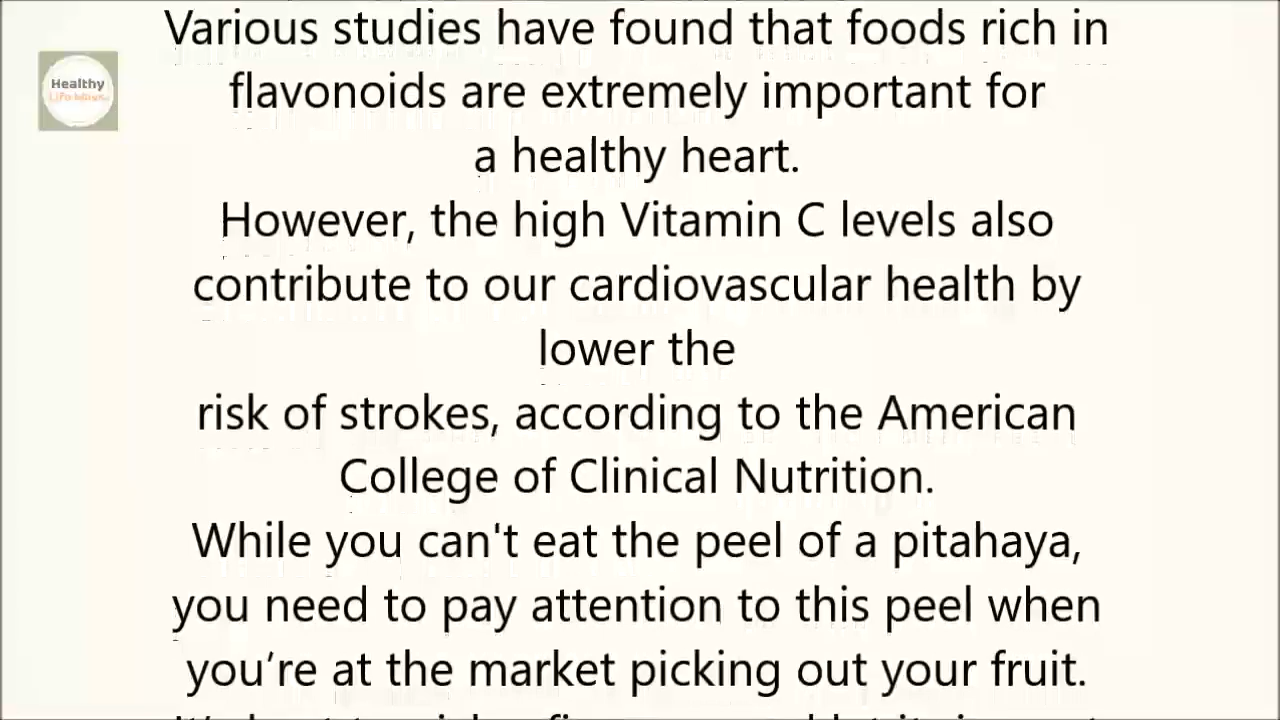 Various studies have found that foods rich in
Healthy
flavonoids are extremely important for
a healthy heart.
However, the high Vitamin C levels also
contribute to our cardiovascular health by
lower the
risk of strokes, according to the American
College of Clinical Nutrition.
While you can't eat the peel of a pitahaya,
you need to pay attention to this peel when
you’re at the market picking out your fruit.